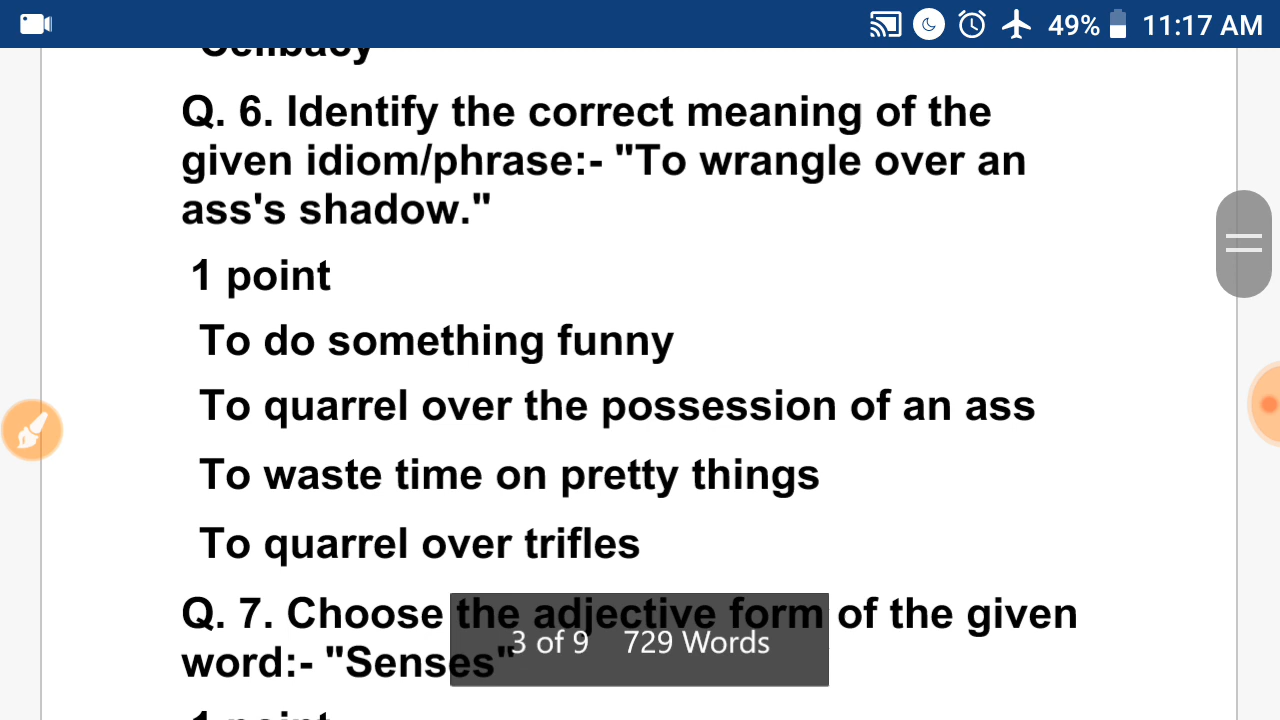 49% 11:17 AM
Q. 6. Identify the correct meaning of the
given idiom/phrase:- "To wrangle over an
ass's shadow."
1 point
To do something funny
To quarrel over the possession of an ass
To waste time on pretty things
To quarrel over trifles
Q. 7. Choose the adjective form of the given
word:- "Senses"
3 of 9 729 Words
1 point